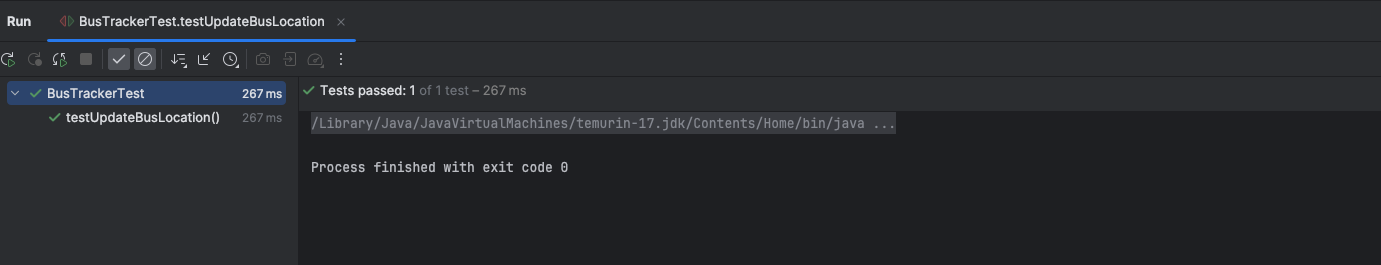 Run BusTrackerTest.testUpdateBusLocation
BusTrackerTest 267 ms
testUpdateBusLocation() 267 ms
Tests passed: 1 of 1 test – 267 ms
/Library/Java/JavaVirtualMachines/temurin-17.jdk/Contents/Home/bin/java ...
Process finished with exit code 0